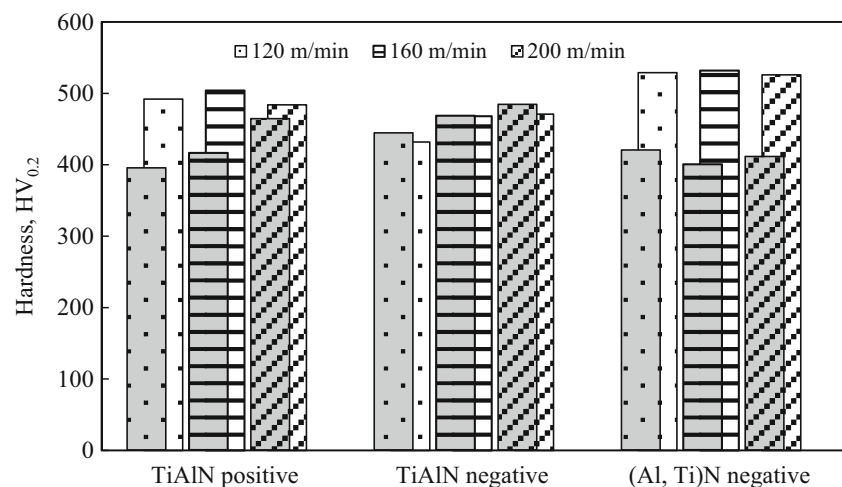 600
500
400
300
200
100
0
Hardness, HV0.2
120 m/min 160 m/min 200 m/min
TiAlN positive TiAlN negative (Al, Ti)N negative